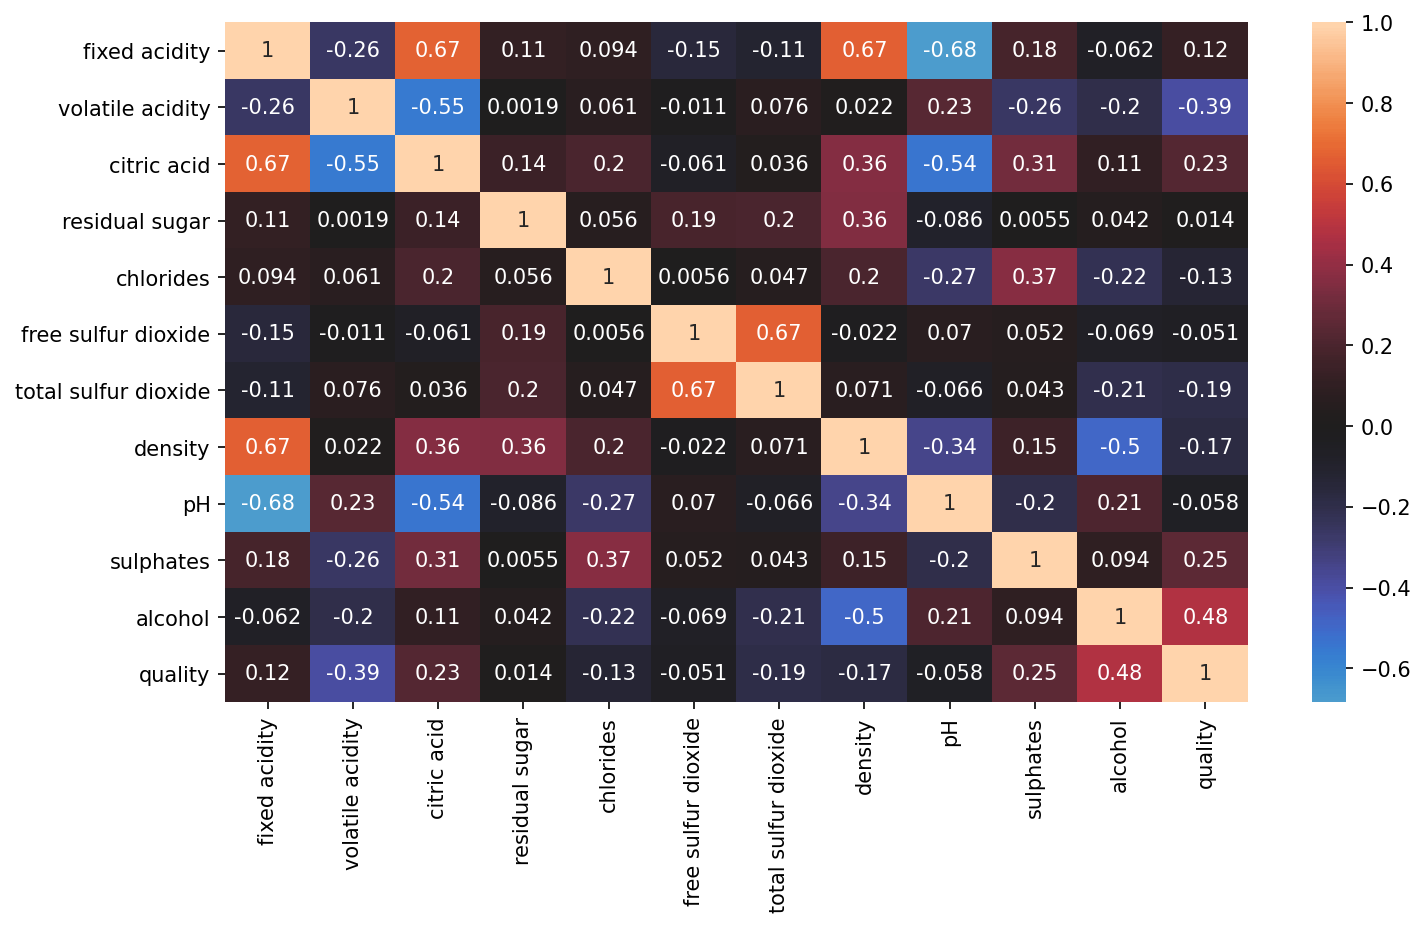 fixed acidity 1 -0.26 0.67 0.11 0.094 -0.15 -0.11 0.67 -0.68 0.18 -0.062 0.12
volatile acidity -0.26 1 -0.55 0.0019 0.061 -0.011 0.076 0.022 0.23 -0.26 -0.2 -0.39
citric acid 0.67 -0.55 1 0.14 0.2 -0.061 0.036 0.36 -0.54 0.31 0.11 0.23
residual sugar 0.11 0.0019 0.14 1 0.056 0.19 0.2 0.36 -0.086 0.0055 0.042 0.014
chlorides 0.094 0.061 0.2 0.056 1 0.0056 0.047 0.2 -0.27 0.37 -0.22 -0.13
free sulfur dioxide -0.15 -0.011 -0.061 0.19 0.0056 1 0.67 -0.022 0.07 0.052 -0.069 -0.051
total sulfur dioxide -0.11 0.076 0.036 0.2 0.047 0.67 1 0.071 -0.066 0.043 -0.21 -0.19
density 0.67 0.022 0.36 0.36 0.2 -0.022 0.071 1 -0.34 0.15 -0.5 -0.17
pH -0.68 0.23 -0.54 -0.086 -0.27 0.07 -0.066 -0.34 1 -0.2 0.21 -0.058
sulphates 0.18 -0.26 0.31 0.0055 0.37 0.052 0.043 0.15 -0.2 1 0.094 0.25
alcohol -0.062 -0.2 0.11 0.042 -0.22 -0.069 -0.21 -0.5 0.21 0.094 1 0.48
quality 0.12 -0.39 0.23 0.014 -0.13 -0.051 -0.19 -0.17 -0.058 0.25 0.48 1
fixed acidity
volatile acidity
citric acid
residual sugar
chlorides
free sulfur dioxide
total sulfur dioxide
density
pH
sulphates
alcohol
quality
1.0
0.8
0.6
0.4
0.2
0.0
−0.2
−0.4
−0.6